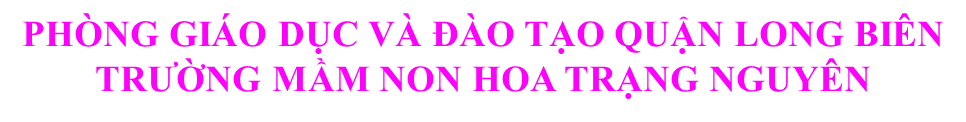 PHÒNG GIÁO DỤC VÀ ĐÀO TẠO QUẬN LONG BIÊN
TRƯỜNG MẦM NON HOA TRẠNG NGUYÊN